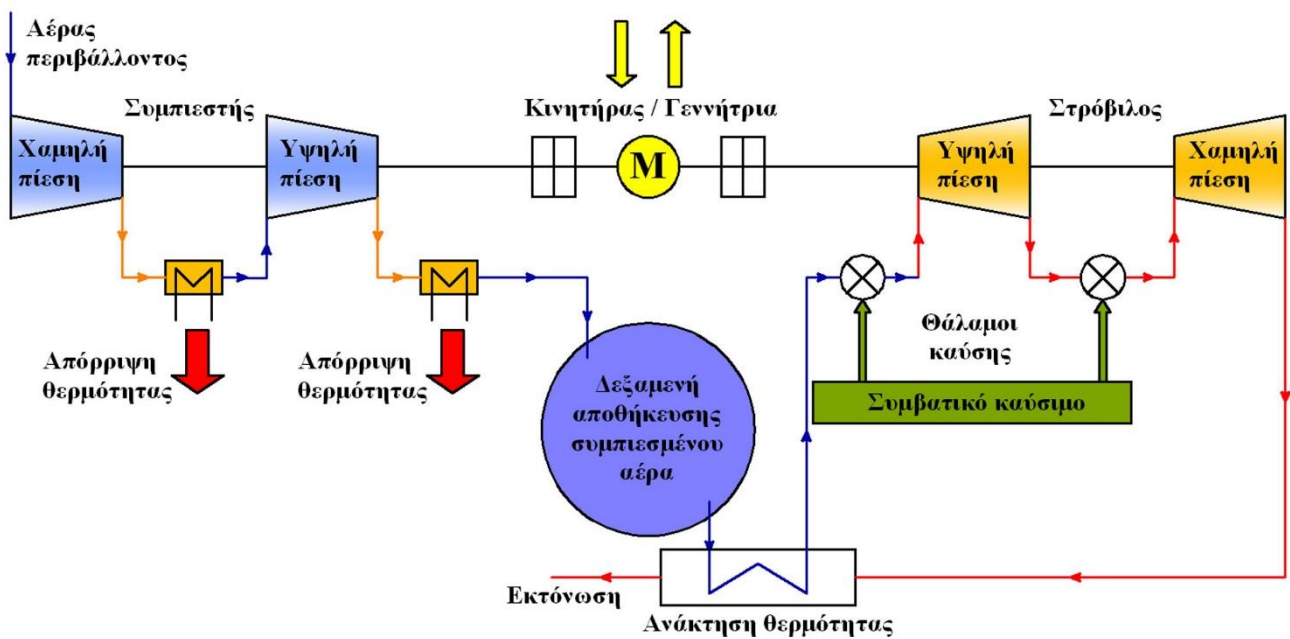 Αέρας
περιβάλλοντος
Συμπιεστής
Κινητήρας / Γεννήτρια
Στρόβιλος
Χαμηλή
πίεση
Υψηλή
πίεση
M
Υψηλή
πίεση
Χαμηλή
πίεση
Απόρριψη
θερμότητας
Απόρριψη
θερμότητας
Θάλαμοι
καύσης
Συμβατικό καύσιμο
Δεξαμενή
αποθήκευσης
συμπιεσμένου
αέρα
Εκτόνωση
Ανάκτηση θερμότητας